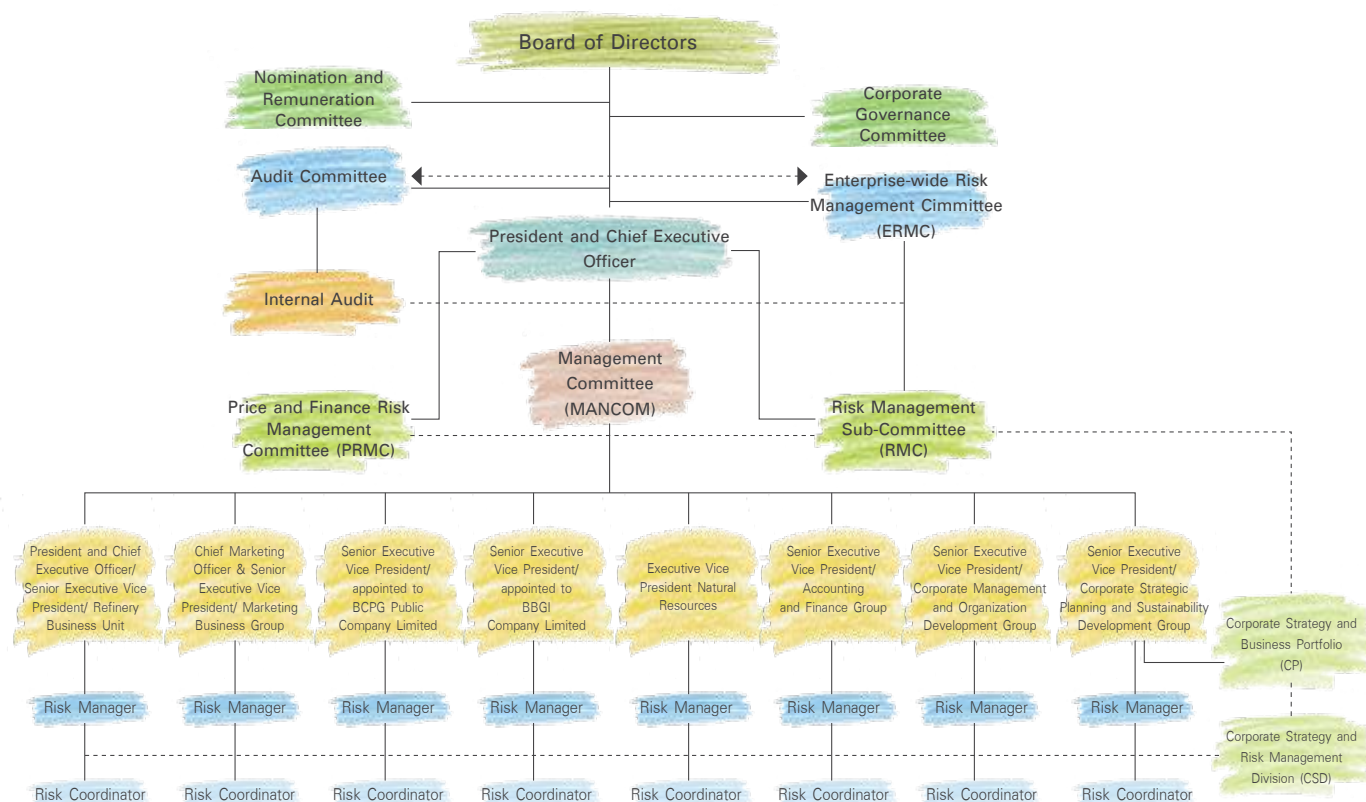 Board of Directors
Nomination and
Remuneration
Committee
Corporate
Governance
Committee
Audit Committee
Enterprise-wide Risk
Management Cimmittee
(ERMC)
President and Chief Executive
Officer
Internal Audit
Management
Committee
(MANCOM)
Price and Finance Risk
Management
Committee (PRMC)
Risk Management
Sub-Committee
(RMC)
President and Chief
Executive Officer/
Senior Executive Vice
President/ Refinery
Business Unit
Chief Marketing
Officer & Senior
Executive Vice
President/ Marketing
Business Group
Senior Executive
Vice President/
appointed to
BCPG Public
Company Limited
Senior Executive
Vice President/
appointed to
BBGI
Company Limited
Executive Vice
President Natural
Resources
Senior Executive
Vice President/
Accounting
and Finance Group
Senior Executive
Vice President/
Corporate Management
and Organization
Development Group
Senior Executive
Vice President/
Corporate Strategic
Planning and Sustainability
Development Group
Corporate Strategy and
Business Portfolio
(CP)
Risk Manager
Risk Manager
Risk Manager
Risk Manager
Risk Manager
Risk Manager
Risk Manager
Risk Manager
Corporate Strategy and
Risk Management
Division (CSD)
Risk Coordinator
Risk Coordinator
Risk Coordinator
Risk Coordinator
Risk Coordinator
Risk Coordinator
Risk Coordinator
Risk Coordinator